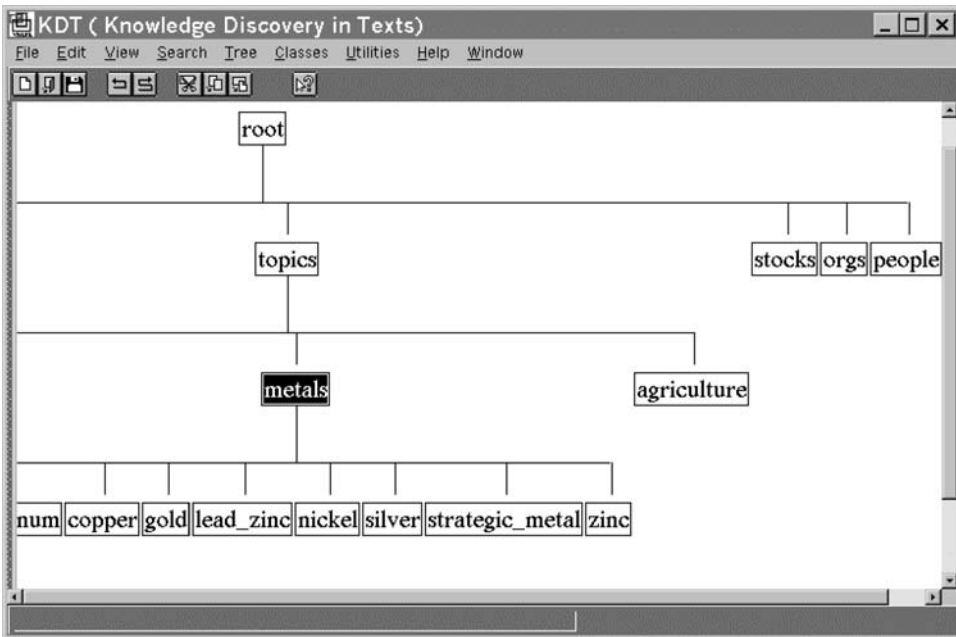 KDT ( Knowledge Discovery in Texts)
File Edit View Search Tree Classes Utilities Help Window
root
topics stocks orgs people
metals agriculture
num copper gold lead_zinc nickel silver strategic_metal zinc